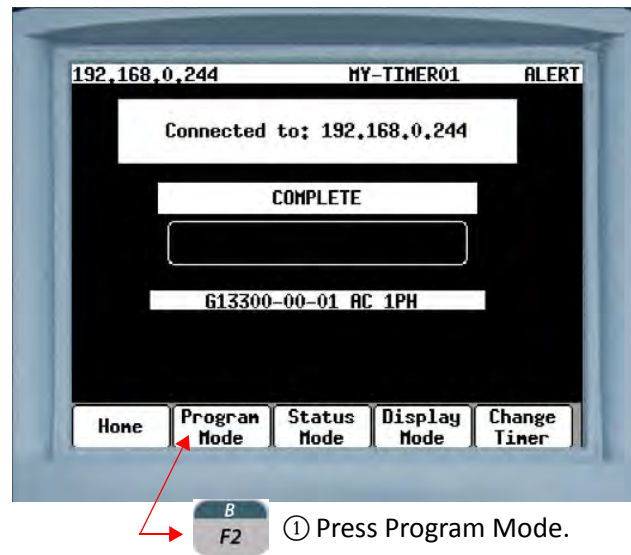 192.168.0.244 MY-TIMER01 ALERT
Connected to: 192.168.0.244
COMPLETE
G13300-00-01 AC 1PH
Home Program Mode Status Mode Display Mode Change Timer
B
F2 ① Press Program Mode.